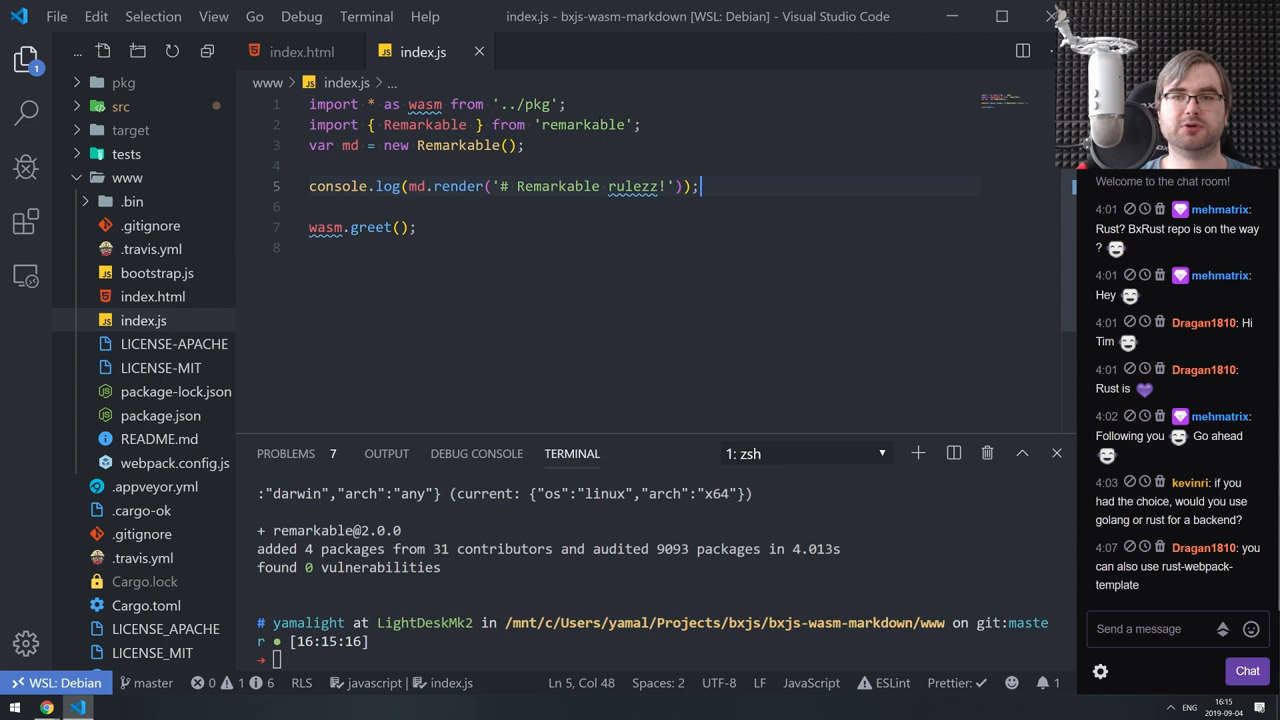 File Edit Selection View Go Debug Terminal Help
index.js - bxjs-wasm-markdown [WSL: Debian] - Visual Studio Code
1
...
pkg
src
target
tests
www
.bin
.gitignore
.travis.yml
bootstrap.js
index.html
index.js
LICENSE-APACHE
LICENSE-MIT
package-lock.json
package.json
README.md
webpack.config.js
.appveyor.yml
.cargo-ok
.gitignore
.travis.yml
Cargo.lock
Cargo.toml
LICENSE_APACHE
LICENSE_MIT
index.html
JS index.js
www > JS index.js > ...
1 import * as wasm from '../pkg';
2 import { Remarkable } from 'remarkable';
3 var md = new Remarkable();
4
5 console.log(md.render('# Remarkable rulezz!'));
6
7 wasm.greet();
8
PROBLEMS 7 OUTPUT DEBUG CONSOLE TERMINAL 1: zsh
:"darwin","arch":"any"} (current: {"os":"linux","arch":"x64"})
+ remarkable@2.0.0
added 4 packages from 31 contributors and audited 9093 packages in 4.013s
found 0 vulnerabilities
# yamalight at LightDeskMk2 in /mnt/c/Users/yamal/Projects/bxjs/bxjs-wasm-markdown/www on git:maste
r ● [16:15:16]
→
Welcome to the chat room!
4:01 mehmatrix:
Rust? BxRust repo is on the way
?
4:01 mehmatrix:
Hey
4:01 Dragan1810: Hi
Tim
4:01 Dragan1810:
Rust is
4:02 mehmatrix:
Following you Go ahead
4:03 kevinri: if you
had the choice, would you use
golang or rust for a backend?
4:07 Dragan1810: you
can also use rust-webpack-
template
Send a message
Chat
WSL: Debian master 0 1 6 RLS javascript | index.js Ln 5, Col 48 Spaces: 2 UTF-8 LF JavaScript ESLint Prettier: ✓ 1
ENG 16:15
2019-09-04